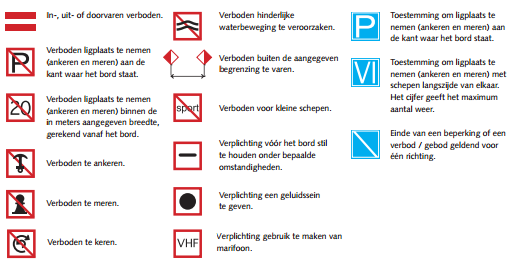 In-, uit- of doorvaren verboden.
P
Verboden ligplaats te nemen
(ankeren en meren) aan de
kant waar het bord staat.
20
Verboden ligplaats te nemen
(ankeren en meren) binnen de
in meters aangegeven breedte,
gerekend vanaf het bord.
Verboden te ankeren.
Verboden te meren.
Verboden te keren.
Verboden hinderlijke
waterbeweging te veroorzaken.
Verboden buiten de aangegeven
begrenzing te varen.
sport
Verboden voor kleine schepen.
Verplichting vóór het bord stil
te houden onder bepaalde
omstandigheden.
Verplichting een geluidssein
te geven.
VHF
Verplichting gebruik te maken van
marifoon.
P
Toestemming om ligplaats te
nemen (ankeren en meren) aan
de kant waar het bord staat.
VI
Toestemming om ligplaats te
nemen (ankeren en meren) met
schepen langszije van elkaar.
Het cijfer geeft het maximum
aantal weer.
Einde van een beperking of een
verbod / gebod geldend voor
één richting.